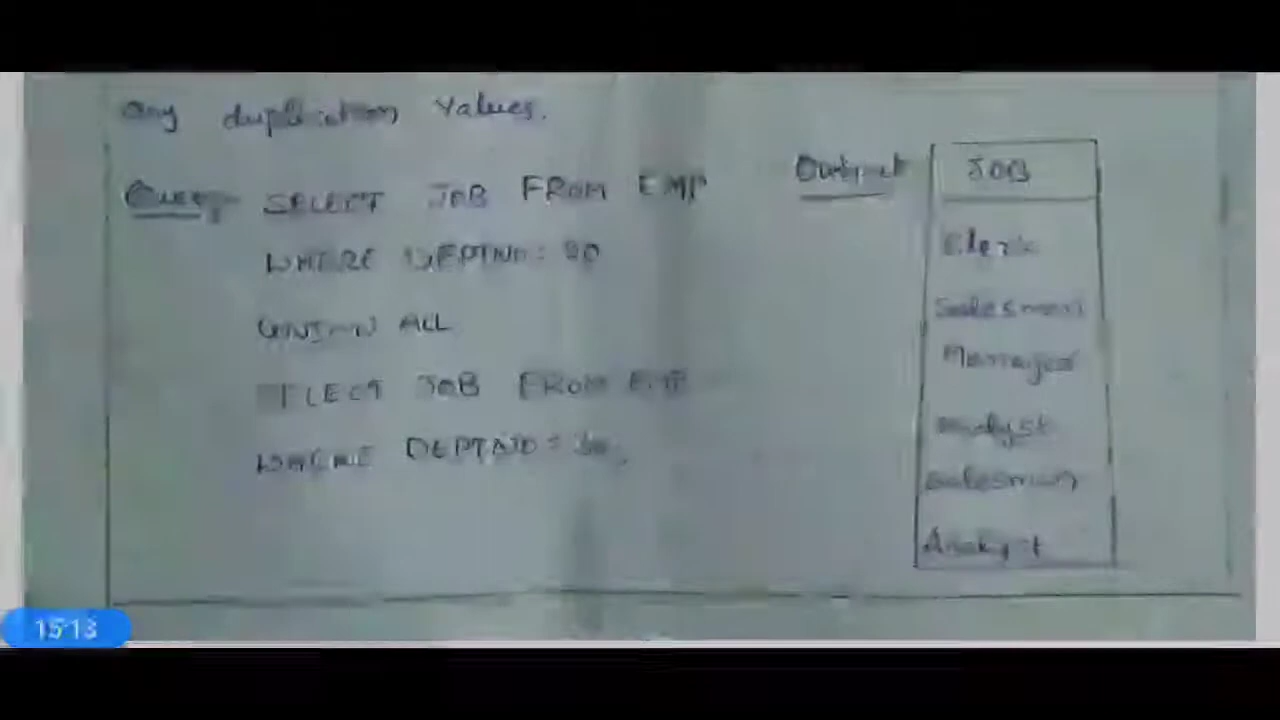 any duplication values.
Query SELECT JOB FROM EMP
WHERE DEPTNO = 20
UNION ALL
SELECT JOB FROM EMP
WHERE DEPTNO = 30;
Output
JOB
Clerk
Salesman
Manager
Analyst
Salesman
Analyst
15:13